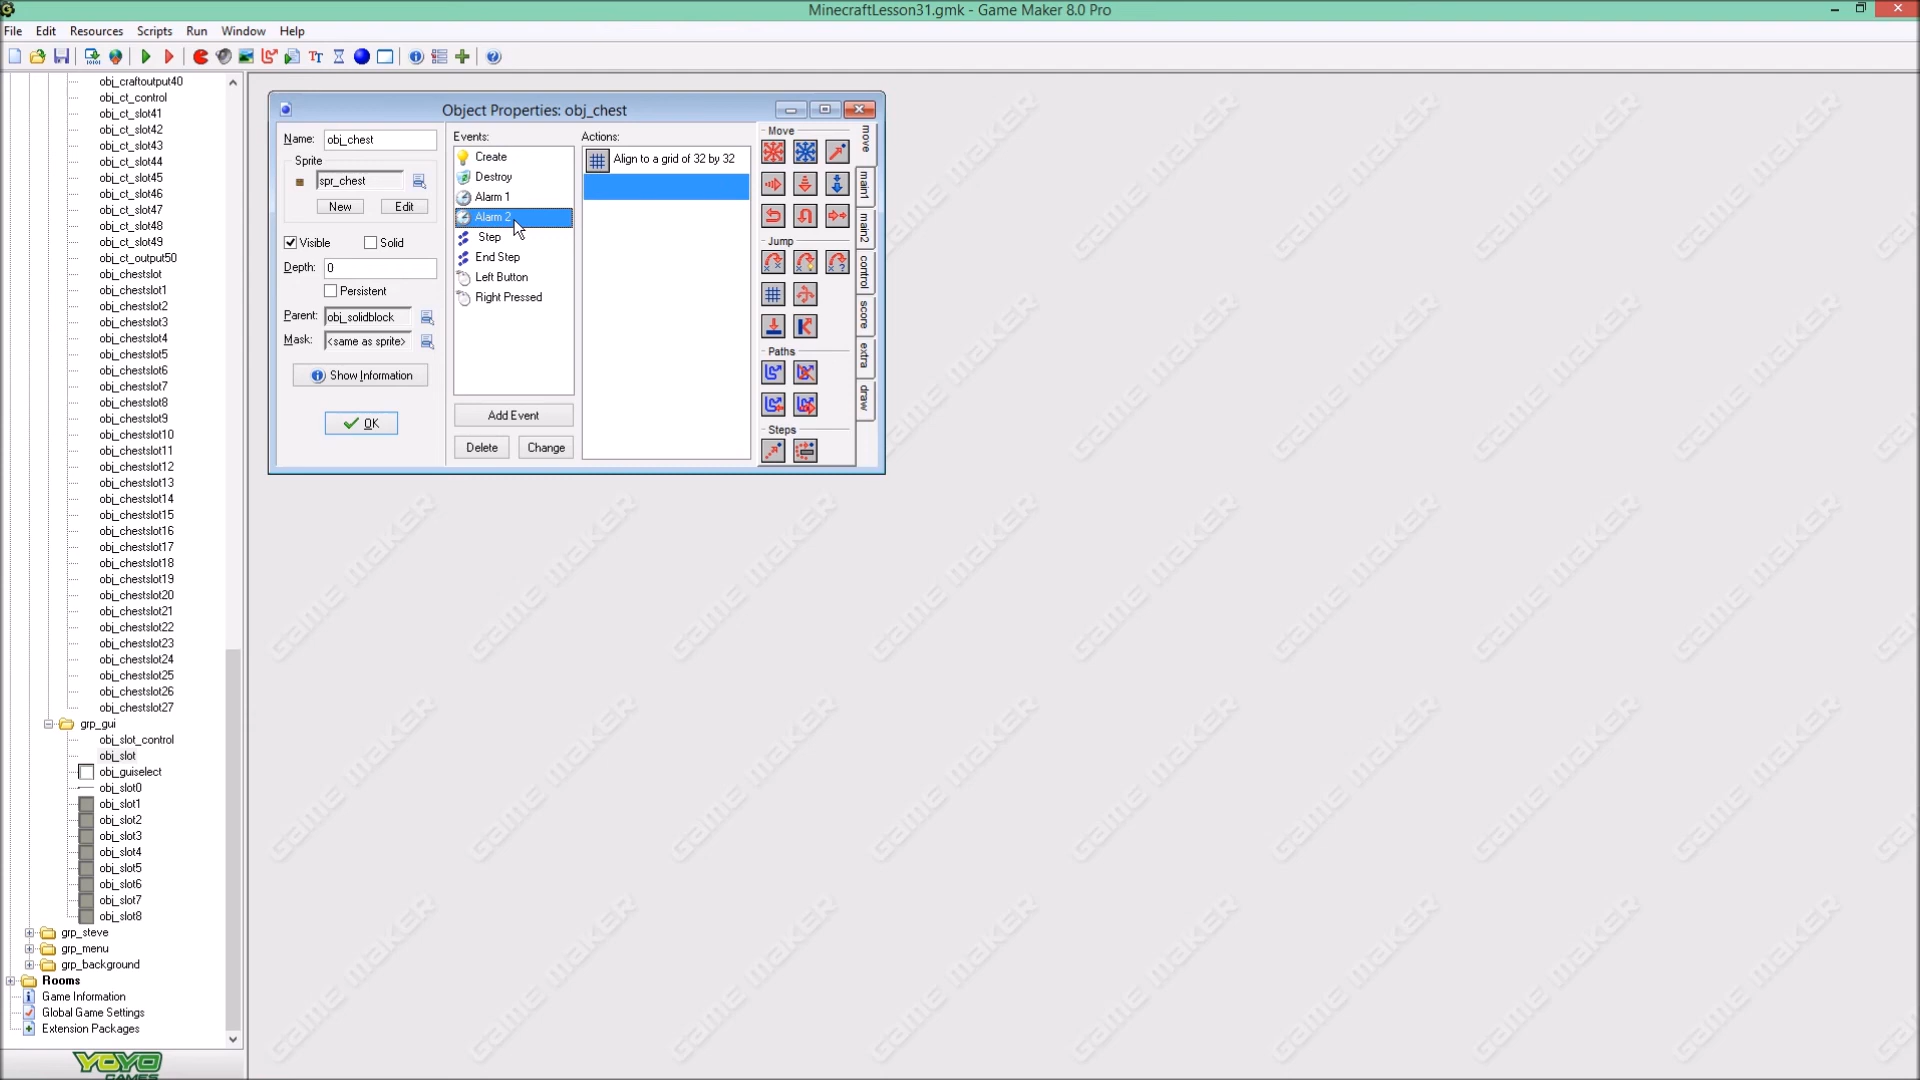 MinecraftLesson31.gmk - Game Maker 8.0 Pro
File Edit Resources Scripts Run Window Help
obj_craftoutput40
obj_ct_control
obj_ct_slot41
obj_ct_slot42
obj_ct_slot43
obj_ct_slot44
obj_ct_slot45
obj_ct_slot46
obj_ct_slot47
obj_ct_slot48
obj_ct_slot49
obj_ct_output50
obj_chestslot
obj_chestslot1
obj_chestslot2
obj_chestslot3
obj_chestslot4
obj_chestslot5
obj_chestslot6
obj_chestslot7
obj_chestslot8
obj_chestslot9
obj_chestslot10
obj_chestslot11
obj_chestslot12
obj_chestslot13
obj_chestslot14
obj_chestslot15
obj_chestslot16
obj_chestslot17
obj_chestslot18
obj_chestslot19
obj_chestslot20
obj_chestslot21
obj_chestslot22
obj_chestslot23
obj_chestslot24
obj_chestslot25
obj_chestslot26
obj_chestslot27
grp_gui
obj_slot_control
obj_slot
obj_guiselect
obj_slot0
obj_slot1
obj_slot2
obj_slot3
obj_slot4
obj_slot5
obj_slot6
obj_slot7
obj_slot8
grp_steve
grp_menu
grp_background
Rooms
Game Information
Global Game Settings
Extension Packages
YOYO
GAMES
Object Properties: obj_chest
Name: obj_chest
Sprite
spr_chest
New Edit
Visible Solid
Depth: 0
Persistent
Parent: obj_solidblock
Mask: <same as sprite>
Show Information
OK
Events:
Create
Destroy
Alarm 1
Alarm 2
Step
End Step
Left Button
Right Pressed
Add Event
Delete Change
Actions:
Align to a grid of 32 by 32
Move
Jump
Paths
Steps
move
main1
main2
control
score
extra
draw
GAME MAKER